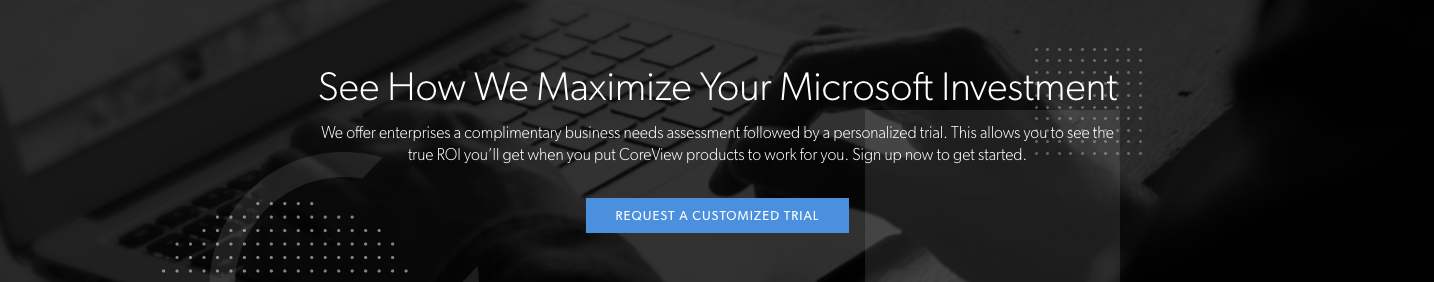 See How We Maximize Your Microsoft Investment
We offer enterprises a complimentary business needs assessment followed by a personalized trial. This allows you to see the
true ROI you'll get when you put CoreView products to work for you. Sign up now to get started.
REQUEST A CUSTOMIZED TRIAL